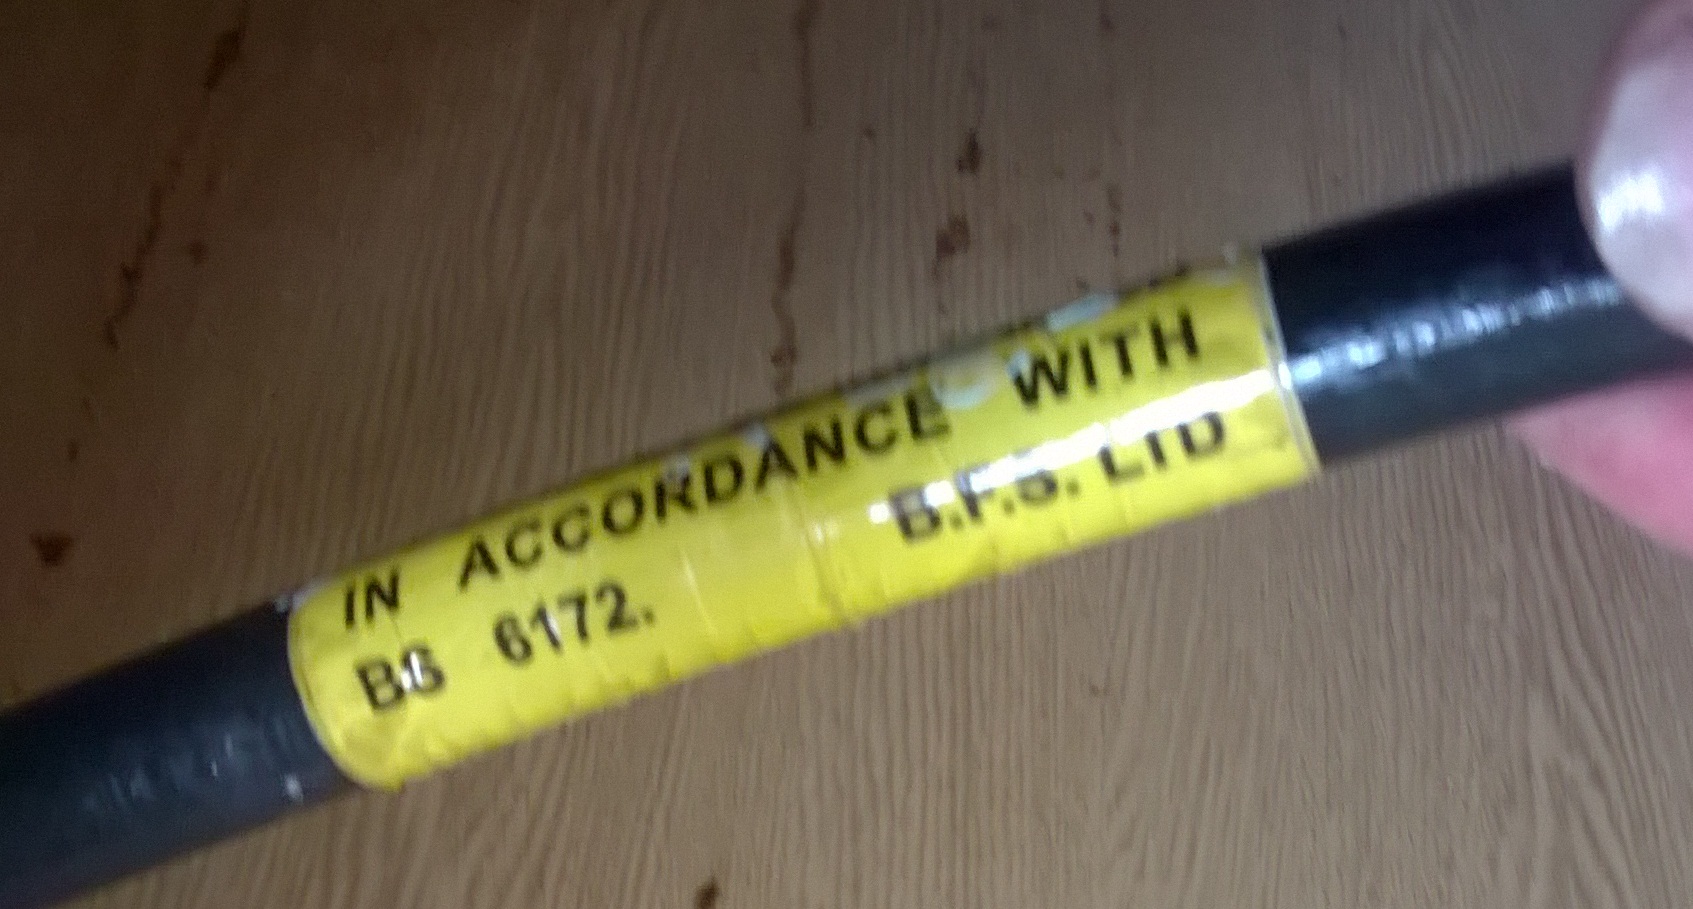 IN ACCORDANCE WITH
BS 6172. B.F.S. LTD